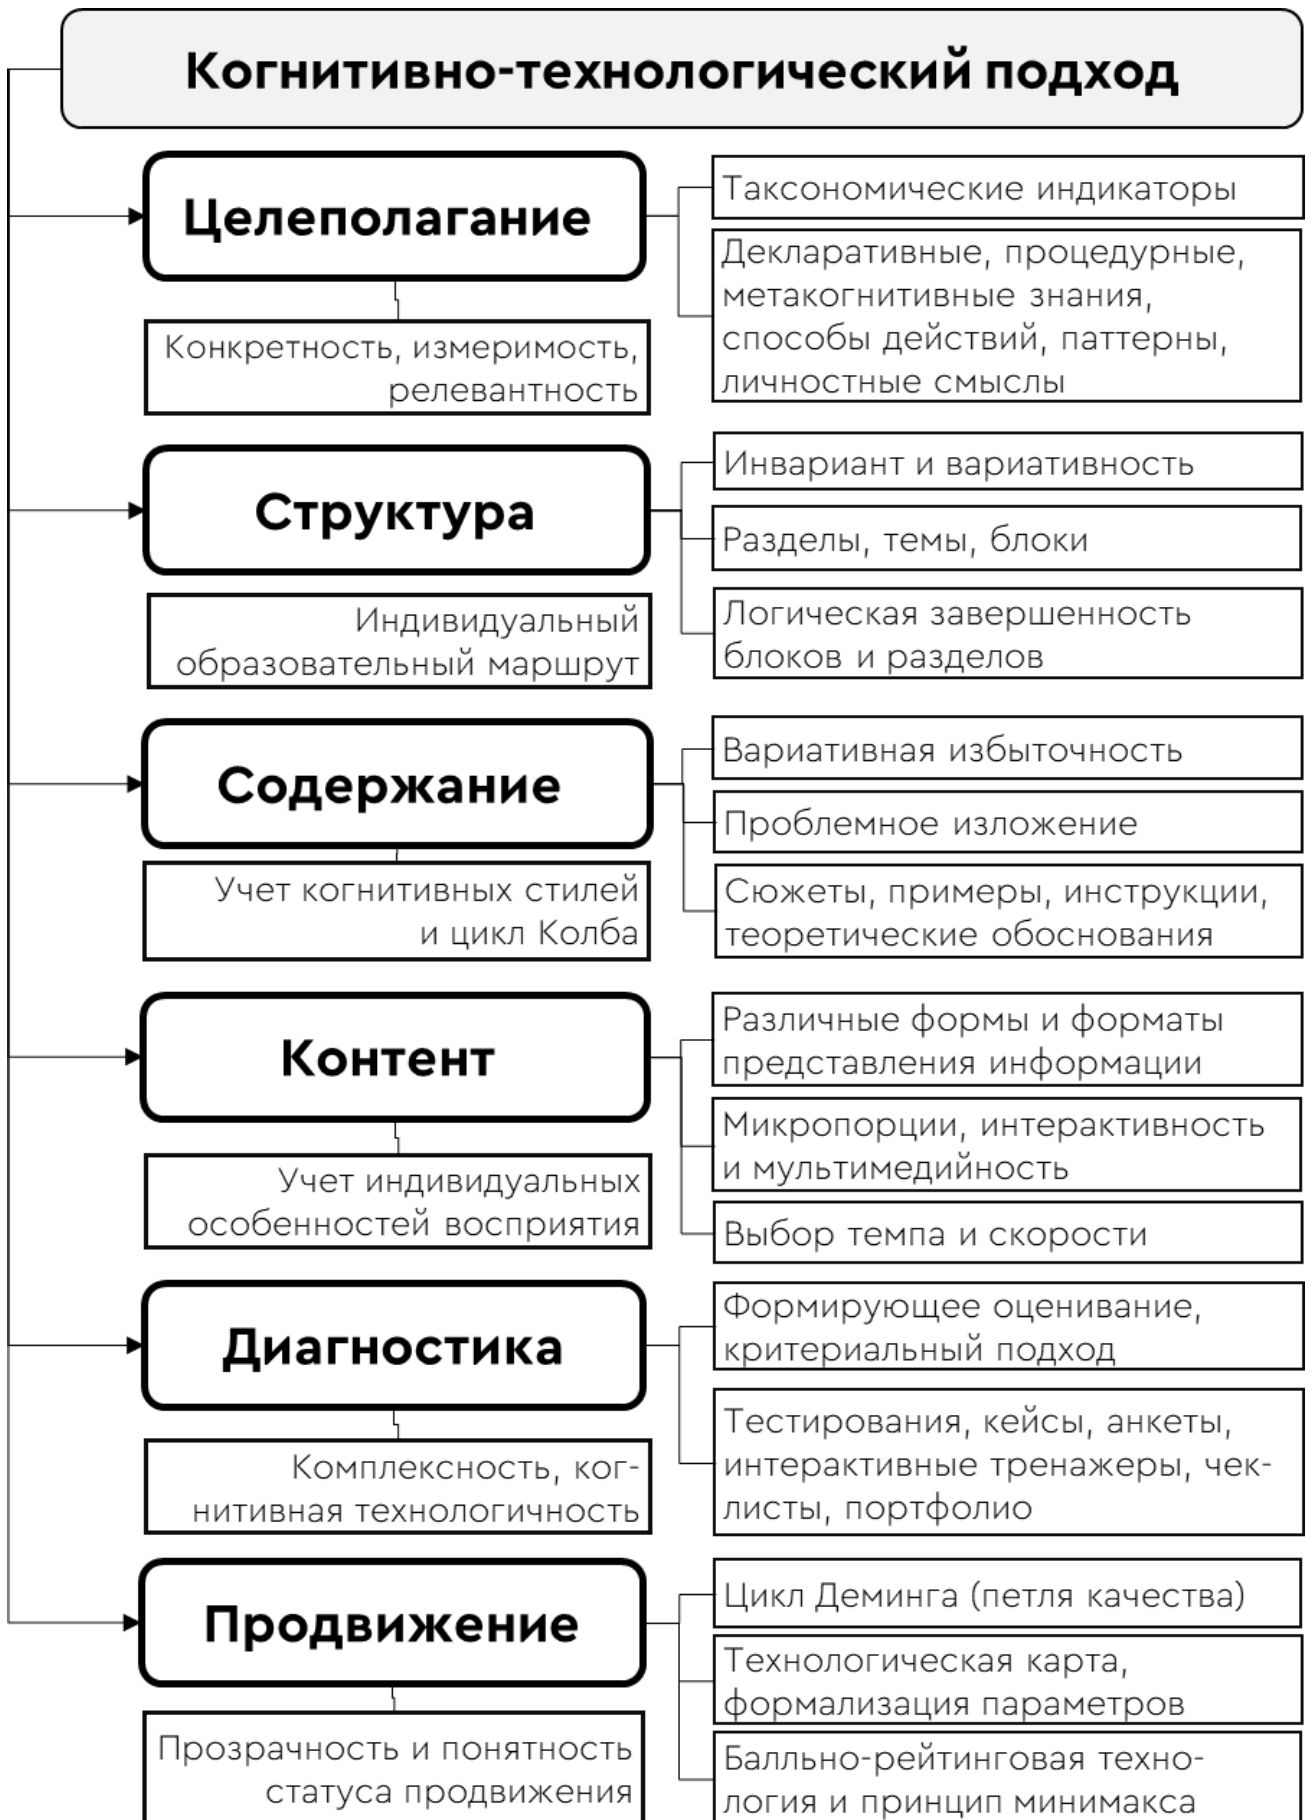 Когнитивно-технологический подход
Целеполагание
Конкретность, измеримость,
релевантность
Таксономические индикаторы
Декларативные, процедурные,
метакогнитивные знания,
способы действий, паттерны,
личностные смыслы
Структура
Индивидуальный
образовательный маршрут
Инвариант и вариативность
Разделы, темы, блоки
Логическая завершенность
блоков и разделов
Содержание
Учет когнитивных стилей
и цикл Колба
Вариативная избыточность
Проблемное изложение
Сюжеты, примеры, инструкции,
теоретические обоснования
Контент
Учет индивидуальных
особенностей восприятия
Различные формы и форматы
представления информации
Микропорции, интерактивность
и мультимедийность
Выбор темпа и скорости
Диагностика
Комплексность, ког-
нитивная технологичность
Формирующее оценивание,
критериальный подход
Тестирования, кейсы, анкеты,
интерактивные тренажеры, чек-
листы, портфолио
Продвижение
Прозрачность и понятность
статуса продвижения
Цикл Деминга (петля качества)
Технологическая карта,
формализация параметров
Балльно-рейтинговая техно-
логия и принцип минимакса